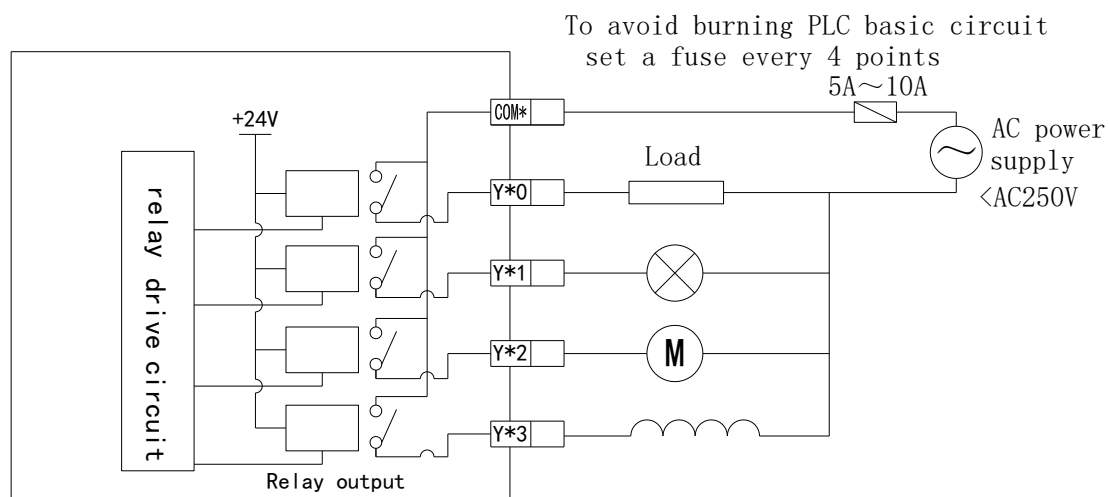 To avoid burning PLC basic circuit
set a fuse every 4 points
5A～10A
COM*
+24V
AC power
supply
<AC250V
Load
Y*0
relay drive circuit
Y*1
Y*2
M
Y*3
Relay output